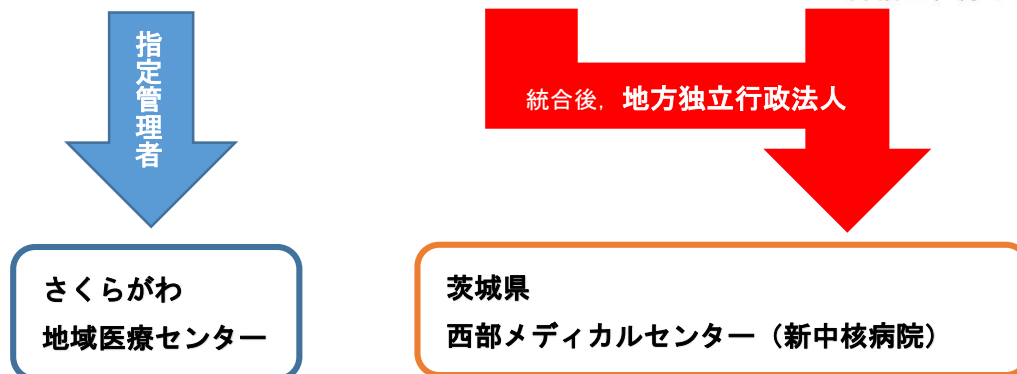 指定管理者
統合後，地方独立行政法人
さくらがわ
地域医療センター
茨城県
西部メディカルセンター（新中核病院）